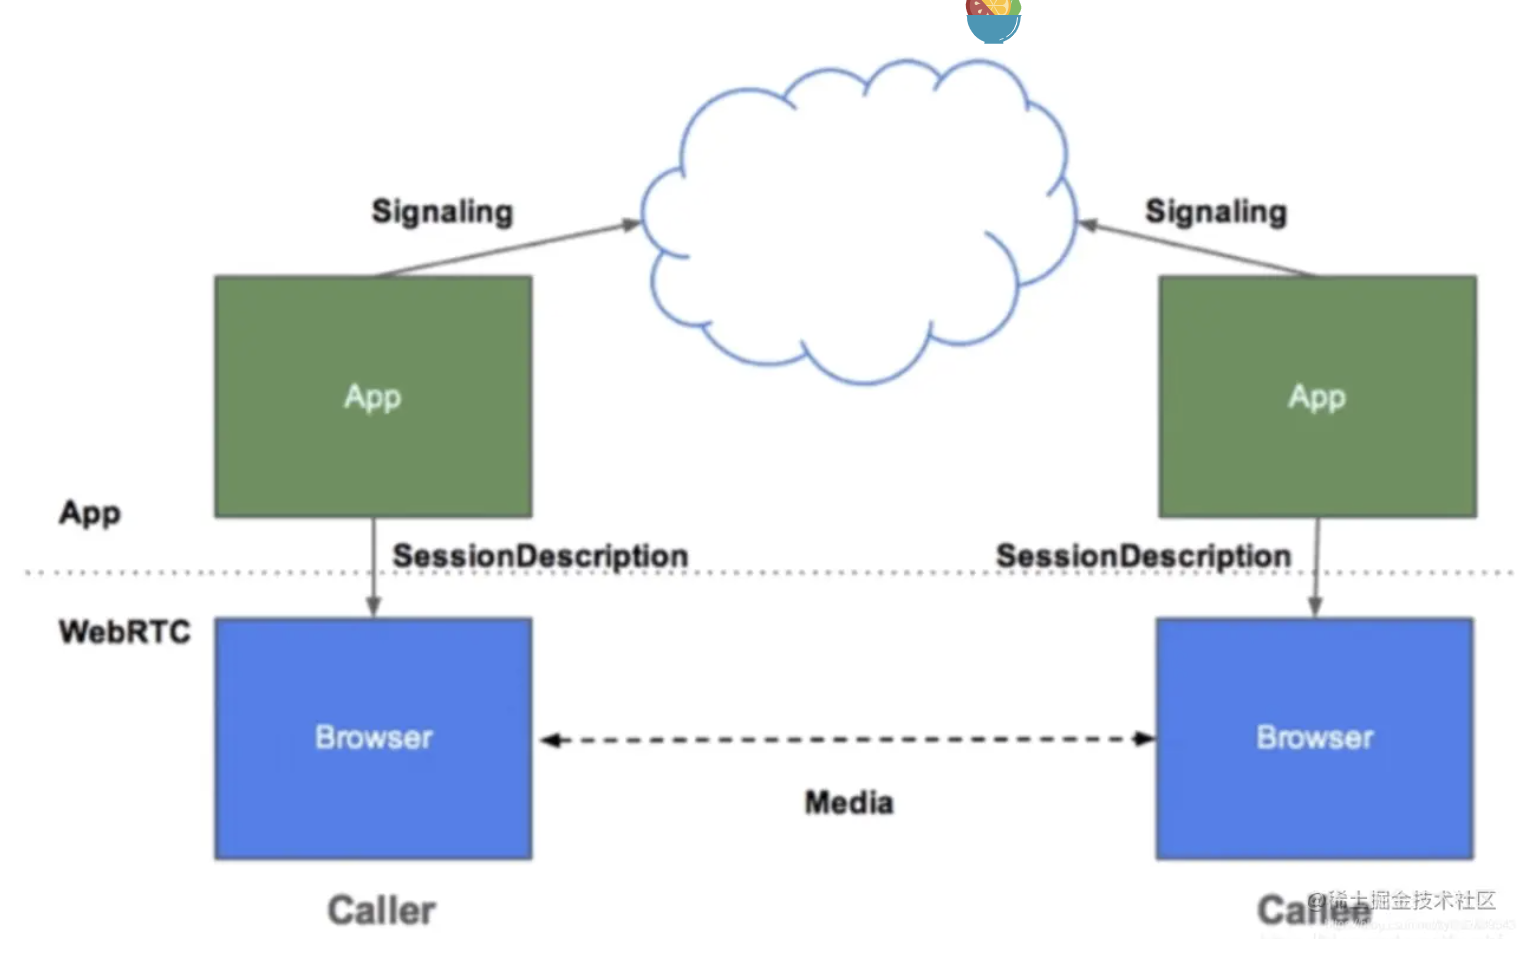 Signaling
Signaling
App
App
App
SessionDescription
SessionDescription
WebRTC
Browser
Browser
Media
Caller
Callee
@稀土掘金技术社区